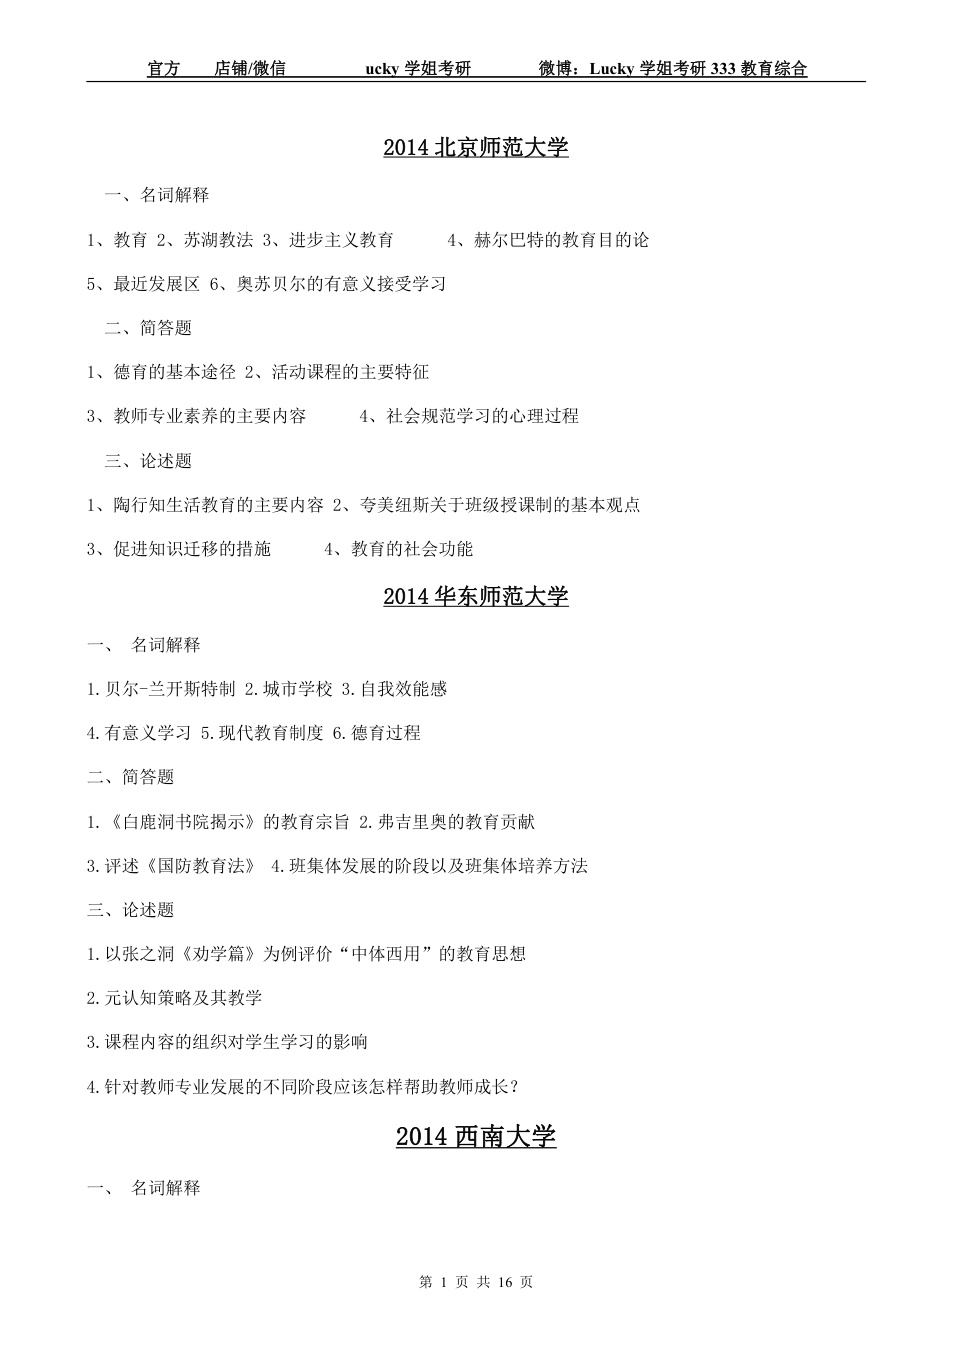 官方 店铺/微信 ucky 学姐考研 微博：Lucky 学姐考研 333 教育综合
2014 北京师范大学
一、名词解释
1、教育 2、苏湖教法 3、进步主义教育 4、赫尔巴特的教育目的论
5、最近发展区 6、奥苏贝尔的有意义接受学习
二、简答题
1、德育的基本途径 2、活动课程的主要特征
3、教师专业素养的主要内容 4、社会规范学习的心理过程
三、论述题
1、陶行知生活教育的主要内容 2、夸美纽斯关于班级授课制的基本观点
3、促进知识迁移的措施 4、教育的社会功能
2014 华东师范大学
一、 名词解释
1.贝尔-兰开斯特制 2.城市学校 3.自我效能感
4.有意义学习 5.现代教育制度 6.德育过程
二、简答题
1.《白鹿洞书院揭示》的教育宗旨 2.弗吉里奥的教育贡献
3.评述《国防教育法》 4.班集体发展的阶段以及班集体培养方法
三、论述题
1.以张之洞《劝学篇》为例评价“中体西用”的教育思想
2.元认知策略及其教学
3.课程内容的组织对学生学习的影响
4.针对教师专业发展的不同阶段应该怎样帮助教师成长？
2014 西南大学
一、 名词解释
第 1 页 共 16 页